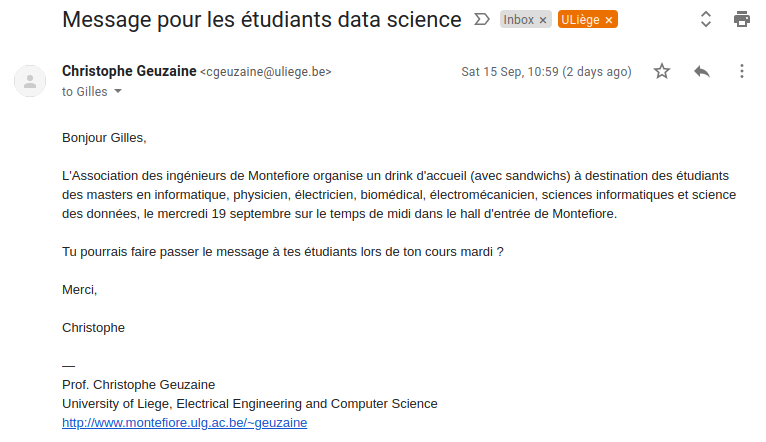 Message pour les étudiants data science Inbox × ULiège ×
Christophe Geuzaine <cgeuzaine@uliege.be> Sat 15 Sep, 10:59 (2 days ago)
to Gilles
Bonjour Gilles,
L'Association des ingénieurs de Montefiore organise un drink d'accueil (avec sandwichs) à destination des étudiants
des masters en informatique, physicien, électricien, biomédical, électromécanicien, sciences informatiques et science
des données, le mercredi 19 septembre sur le temps de midi dans le hall d'entrée de Montefiore.
Tu pourrais faire passer le message à tes étudiants lors de ton cours mardi ?
Merci,
Christophe
—
Prof. Christophe Geuzaine
University of Liege, Electrical Engineering and Computer Science
http://www.montefiore.ulg.ac.be/~geuzaine